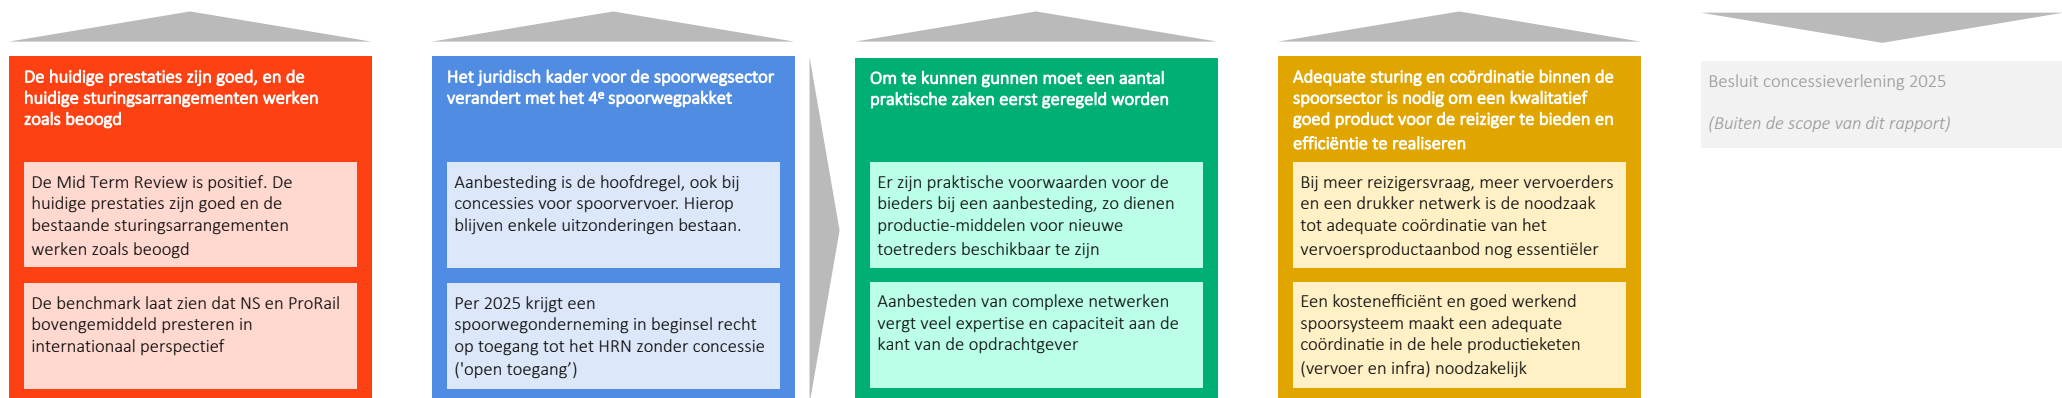 De huidige prestaties zijn goed, en de
huidige sturingsarrangementen werken
zoals beoogd
De Mid Term Review is positief. De
huidige prestaties zijn goed en de
bestaande sturingsarrangementen
werken zoals beoogd
De benchmark laat zien dat NS en ProRail
bovengemiddeld presteren in
internationaal perspectief
Het juridisch kader voor de spoorwegsector
verandert met het 4e spoorwegpakket
Aanbesteding is de hoofdregel, ook bij
concessies voor spoorvervoer. Hierop
blijven enkele uitzonderingen bestaan.
Per 2025 krijgt een
spoorwegonderneming in beginsel recht
op toegang tot het HRN zonder concessie
('open toegang’)
Om te kunnen gunnen moet een aantal
praktische zaken eerst geregeld worden
Er zijn praktische voorwaarden voor de
bieders bij een aanbesteding, zo dienen
productie-middelen voor nieuwe
toetreders beschikbaar te zijn
Aanbesteden van complexe netwerken
vergt veel expertise en capaciteit aan de
kant van de opdrachtgever
Adequate sturing en coördinatie binnen de
spoorsector is nodig om een kwalitatief
goed product voor de reiziger te bieden en
efficiëntie te realiseren
Bij meer reizigersvraag, meer vervoerders
en een drukker netwerk is de noodzaak
tot adequate coördinatie van het
vervoersproductaanbod nog essentiëler
Een kostenefficiënt en goed werkend
spoorsysteem maakt een adequate
coördinatie in de hele productieketen
(vervoer en infra) noodzakelijk
Besluit concessieverlening 2025
(Buiten de scope van dit rapport)